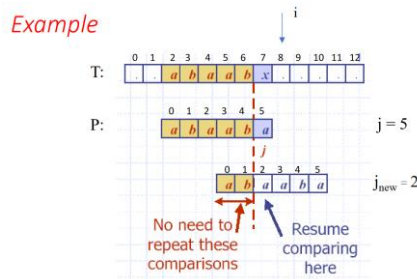 i
Example
0 1 2 3 4 5 6 7 8 9 10 11 12
T: . . a b a a b x . . . . .
0 1 2 3 4 5
P: a b a a b a j = 5
j
0 1 2 3 4 5
a b a a b a jnew = 2
No need to
repeat these
comparisons
Resume
comparing
here